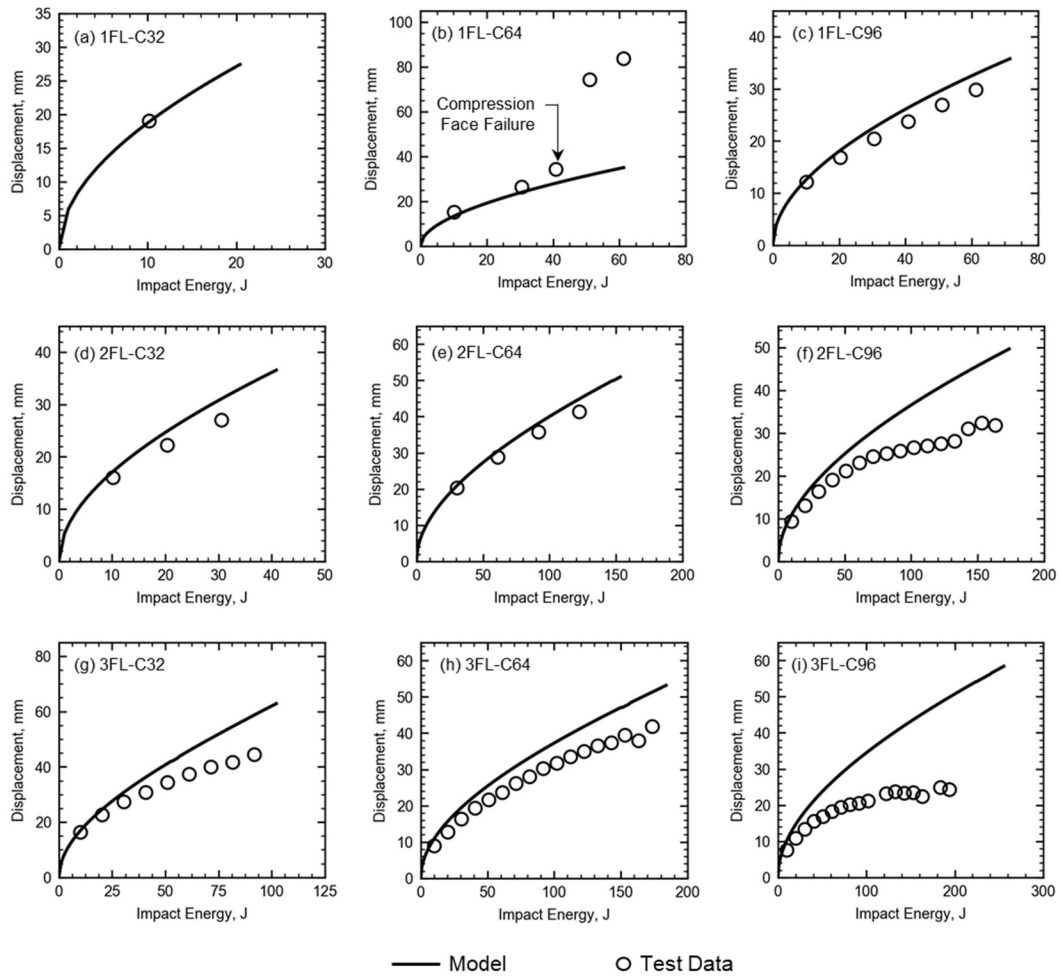 (a) 1FL-C32
Displacement, mm
35
30
25
20
15
10
5
0
0 10 20 30
Impact Energy, J
(b) 1FL-C64
Compression
Face Failure
Displacement, mm
100
80
60
40
20
0
0 20 40 60 80
Impact Energy, J
(c) 1FL-C96
Displacement, mm
40
30
20
10
0
0 20 40 60 80
Impact Energy, J
(d) 2FL-C32
Displacement, mm
40
30
20
10
0
0 10 20 30 40 50
Impact Energy, J
(e) 2FL-C64
Displacement, mm
60
50
40
30
20
10
0
0 50 100 150 200
Impact Energy, J
(f) 2FL-C96
Displacement, mm
50
40
30
20
10
0
0 50 100 150 200
Impact Energy, J
(g) 3FL-C32
Displacement, mm
80
60
40
20
0
0 25 50 75 100 125
Impact Energy, J
(h) 3FL-C64
Displacement, mm
60
50
40
30
20
10
0
0 50 100 150 200
Impact Energy, J
(i) 3FL-C96
Displacement, mm
60
50
40
30
20
10
0
0 100 200 300
Impact Energy, J
Model Test Data